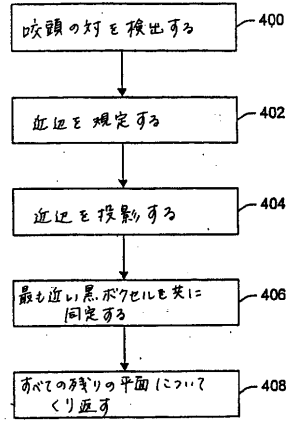 咬頭の対を検出する
400
近辺を規定する
402
近辺を投影する
404
最も近い黒ボクセルを共に
同定する
406
すべての残りの平面について
くり返す
408